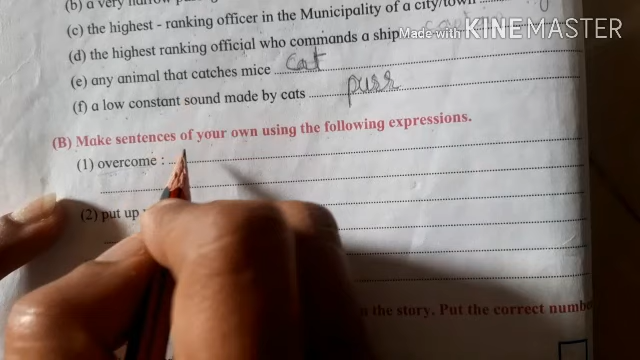 (b) a very narrow
(c) the highest - ranking officer in the Municipality of a city/town
(d) the highest ranking official who commands a ship
Made with KINEMASTER
(e) any animal that catches mice cat
(f) a low constant sound made by cats purr
(B) Make sentences of your own using the following expressions.
(1) overcome :
(2) put up
the story. Put the correct numbe